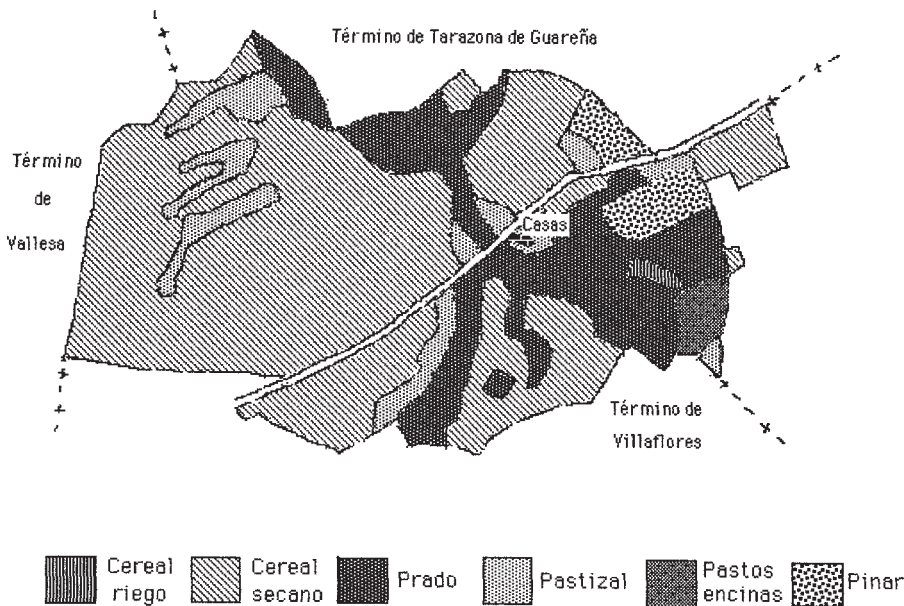 Término de Tarazona de Guareña
Término
de
Vallesa
Casas
Término de
Villaflores
Cereal
riego
Cereal
secano
Prado
Pastizal
Pastos
encinas
Pinar